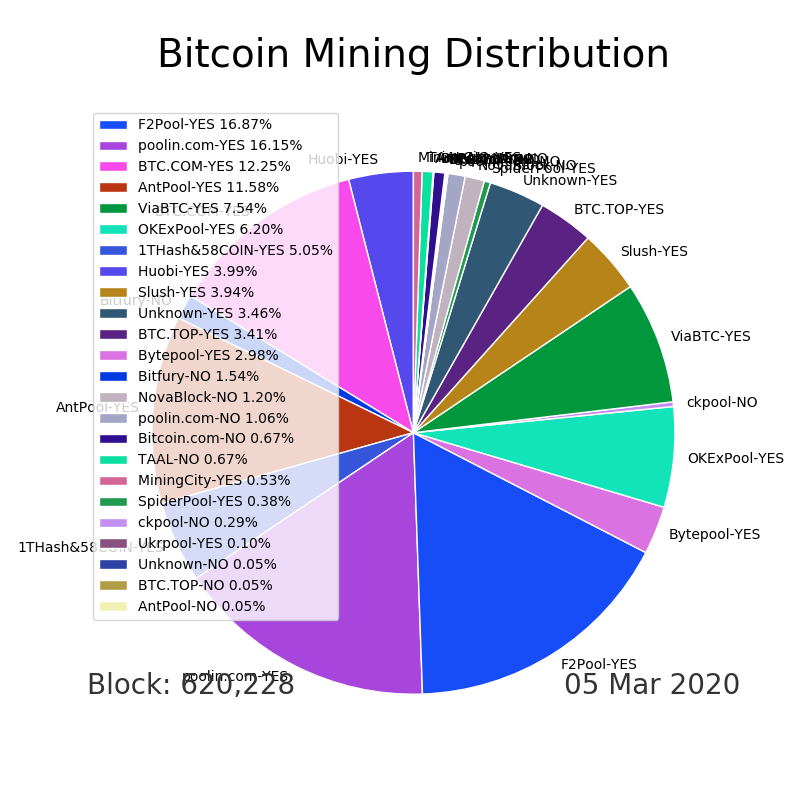 Bitcoin Mining Distribution
F2Pool-YES 16.87%
poolin.com-YES 16.15%
BTC.COM-YES 12.25%
AntPool-YES 11.58%
ViaBTC-YES 7.54%
OKExPool-YES 6.20%
1THash&58COIN-YES 5.05%
Huobi-YES 3.99%
Slush-YES 3.94%
Unknown-YES 3.46%
BTC.TOP-YES 3.41%
Bytepool-YES 2.98%
Bitfury-NO 1.54%
NovaBlock-NO 1.20%
poolin.com-NO 1.06%
Bitcoin.com-NO 0.67%
TAAL-NO 0.67%
MiningCity-YES 0.53%
SpiderPool-YES 0.38%
ckpool-NO 0.29%
Ukrpool-YES 0.10%
Unknown-NO 0.05%
BTC.TOP-NO 0.05%
AntPool-NO 0.05%
Huobi-YES
BTC.COM-YES
Bitfury-NO
AntPool-YES
1THash&58COIN-YES
poolin.com-YES
SpiderPool-YES
Unknown-YES
BTC.TOP-YES
Slush-YES
ViaBTC-YES
ckpool-NO
OKExPool-YES
Bytepool-YES
F2Pool-YES
Block: 620,228
05 Mar 2020